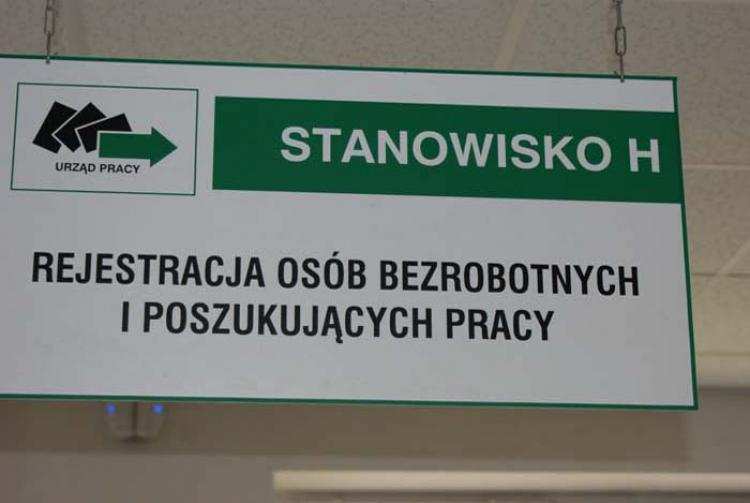 URZĄD PRACY
STANOWISKO H
REJESTRACJA OSÓB BEZROBOTNYCH
I POSZUKUJĄCYCH PRACY